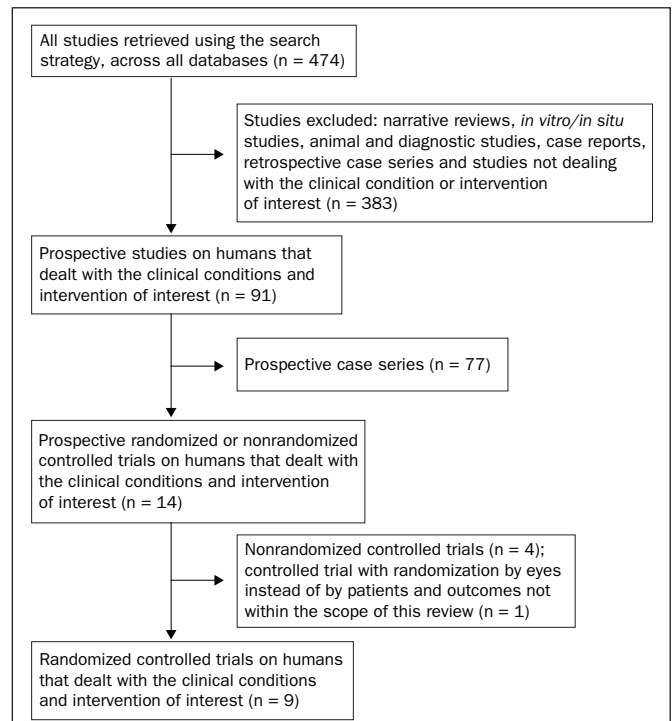 All studies retrieved using the search
strategy, across all databases (n = 474)
Studies excluded: narrative reviews, in vitro/in situ
studies, animal and diagnostic studies, case reports,
retrospective case series and studies not dealing
with the clinical condition or intervention
of interest (n = 383)
Prospective studies on humans that
dealt with the clinical conditions and
intervention of interest (n = 91)
Prospective case series (n = 77)
Prospective randomized or nonrandomized
controlled trials on humans that dealt with
the clinical conditions and intervention
of interest (n = 14)
Nonrandomized controlled trials (n = 4);
controlled trial with randomization by eyes
instead of by patients and outcomes not
within the scope of this review (n = 1)
Randomized controlled trials on humans
that dealt with the clinical conditions
and intervention of interest (n = 9)